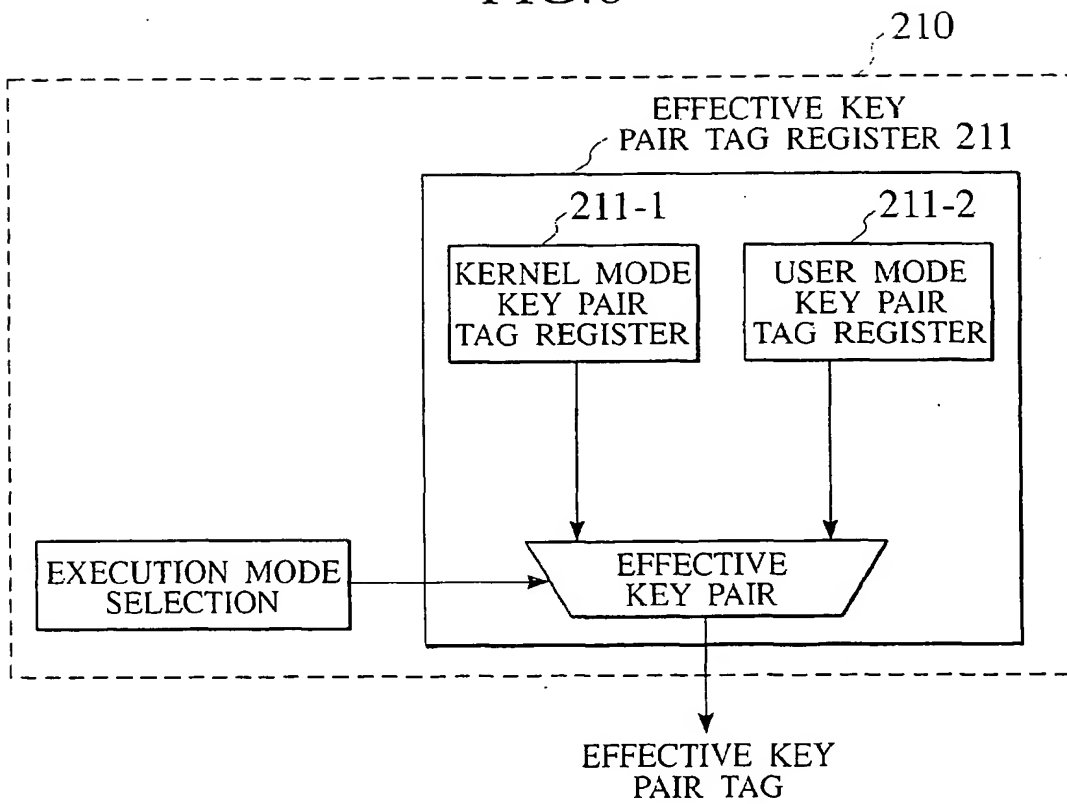 210
EFFECTIVE KEY
PAIR TAG REGISTER 211
211-1
211-2
KERNEL MODE
KEY PAIR
TAG REGISTER
USER MODE
KEY PAIR
TAG REGISTER
EXECUTION MODE
SELECTION
EFFECTIVE
KEY PAIR
EFFECTIVE KEY
PAIR TAG